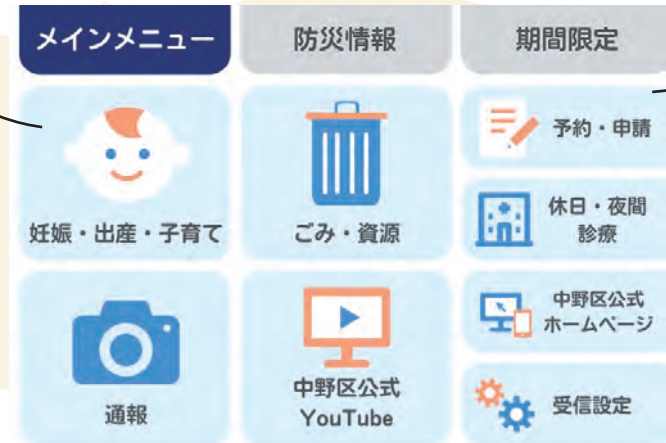 メインメニュー
防災情報
期間限定
妊娠・出産・子育て
ごみ・資源
予約・申請
休日・夜間
診療
通報
中野区公式
YouTube
中野区公式
ホームページ
受信設定